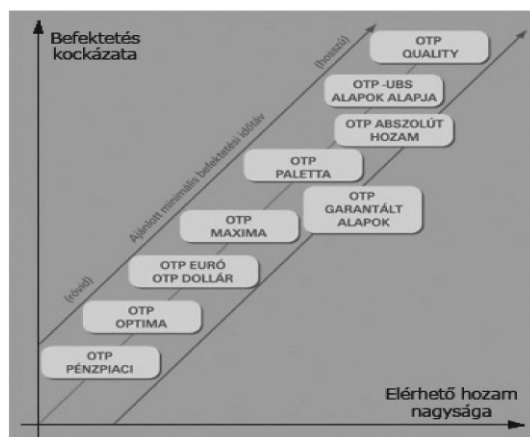 Befektetés
kockázata
OTP
QUALITY
(hosszú)
OTP -UBS
ALAPOK ALAPJA
OTP ABSZOLÚT
HOZAM
Ajánlott minimális befektetési időtáv
OTP
PALETTA
OTP
GARANTÁLT
ALAPOK
OTP
MAXIMA
OTP EURÓ
OTP DOLLÁR
(rövid)
OTP
OPTIMA
OTP
PÉNZPIACI
Elérhető hozam
nagysága